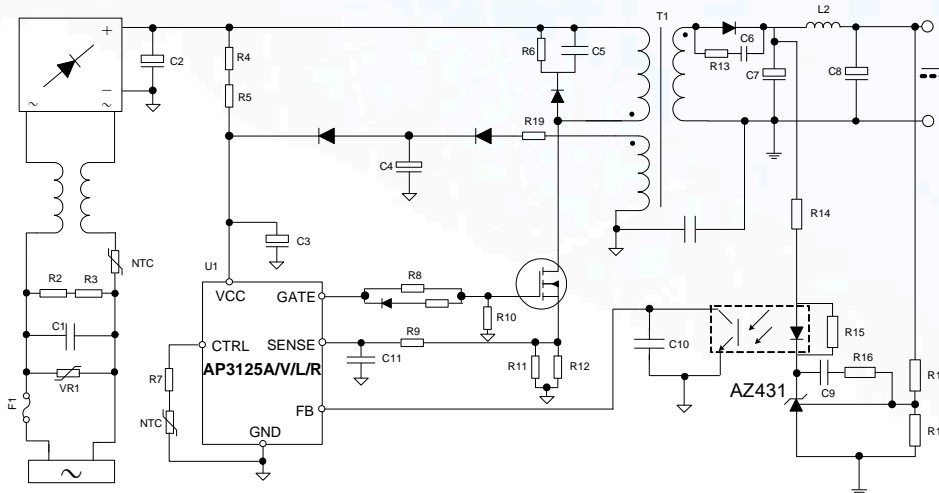 T1
L2
+
C2
R4
R6
C5
C6
R13
C7
C8
−
~
~
R5
R19
C4
R14
NTC
C3
U1
R2
R3
VCC
GATE
R8
C1
R10
CTRL
SENSE
R9
C10
R15
AP3125A/V/L/R
C11
R11
R12
R16
VR1
R7
C9
AZ431
R1
F1
NTC
FB
GND
R1
~